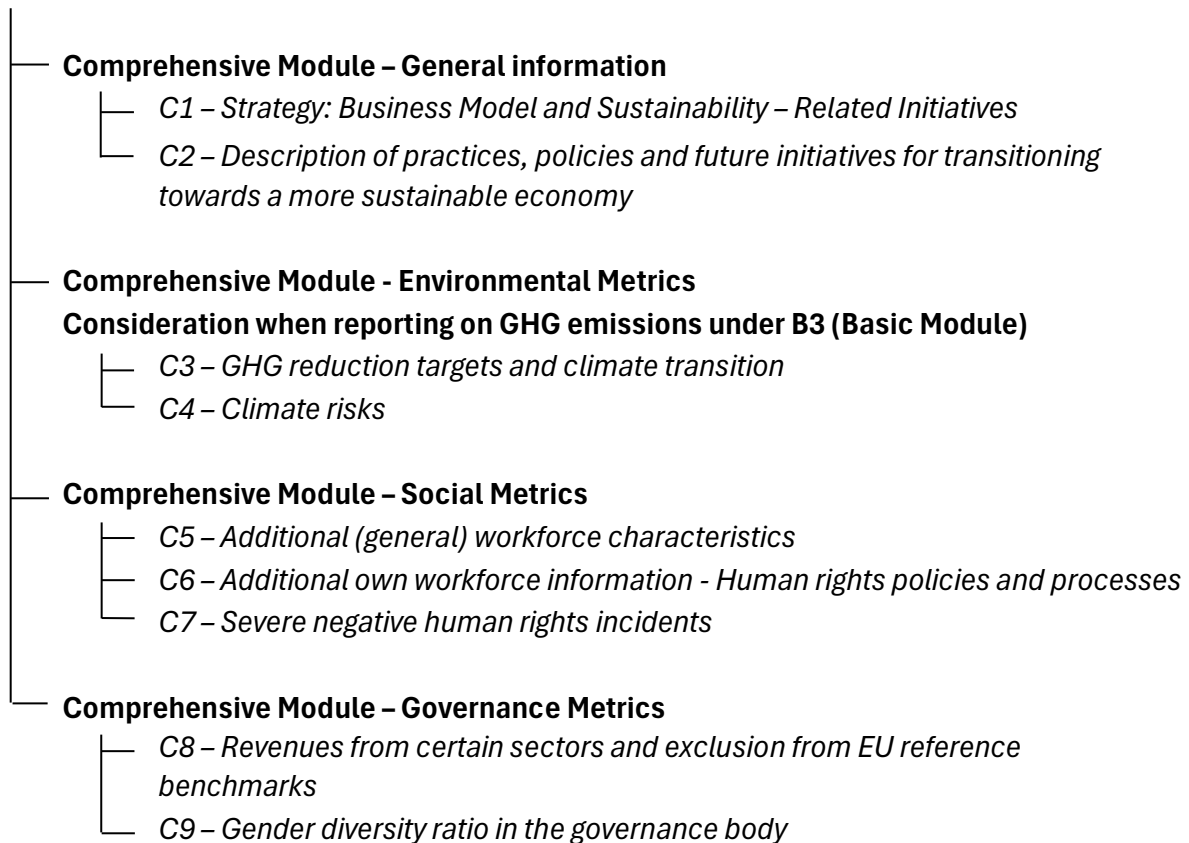 Comprehensive Module – General information
C1 – Strategy: Business Model and Sustainability – Related Initiatives
C2 – Description of practices, policies and future initiatives for transitioning
towards a more sustainable economy
Comprehensive Module - Environmental Metrics
Consideration when reporting on GHG emissions under B3 (Basic Module)
C3 – GHG reduction targets and climate transition
C4 – Climate risks
Comprehensive Module – Social Metrics
C5 – Additional (general) workforce characteristics
C6 – Additional own workforce information - Human rights policies and processes
C7 – Severe negative human rights incidents
Comprehensive Module – Governance Metrics
C8 – Revenues from certain sectors and exclusion from EU reference
benchmarks
C9 – Gender diversity ratio in the governance body